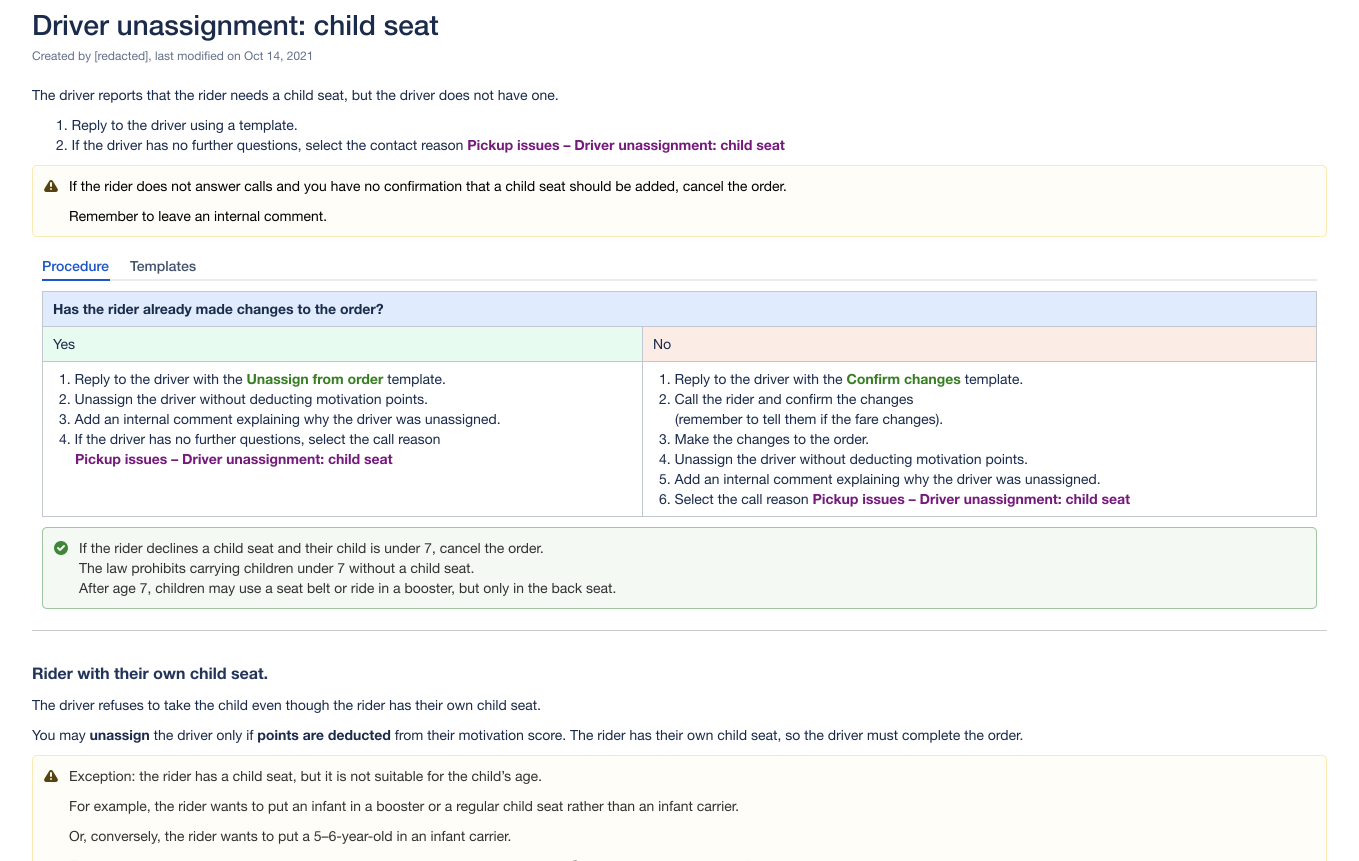 Driver unassignment: child seat
Created by [redacted], last modified on Oct 14, 2021
The driver reports that the rider needs a child seat, but the driver does not have one.
1. Reply to the driver using a template.
2. If the driver has no further questions, select the contact reason Pickup issues – Driver unassignment: child seat
If the rider does not answer calls and you have no confirmation that a child seat should be added, cancel the order.
Remember to leave an internal comment.
Procedure Templates
Has the rider already made changes to the order?
Yes
No
1. Reply to the driver with the Unassign from order template.
2. Unassign the driver without deducting motivation points.
3. Add an internal comment explaining why the driver was unassigned.
4. If the driver has no further questions, select the call reason
Pickup issues – Driver unassignment: child seat
1. Reply to the driver with the Confirm changes template.
2. Call the rider and confirm the changes
(remember to tell them if the fare changes).
3. Make the changes to the order.
4. Unassign the driver without deducting motivation points.
5. Add an internal comment explaining why the driver was unassigned.
6. Select the call reason Pickup issues – Driver unassignment: child seat
If the rider declines a child seat and their child is under 7, cancel the order.
The law prohibits carrying children under 7 without a child seat.
After age 7, children may use a seat belt or ride in a booster, but only in the back seat.
Rider with their own child seat.
The driver refuses to take the child even though the rider has their own child seat.
You may unassign the driver only if points are deducted from their motivation score. The rider has their own child seat, so the driver must complete the order.
Exception: the rider has a child seat, but it is not suitable for the child’s age.
For example, the rider wants to put an infant in a booster or a regular child seat rather than an infant carrier.
Or, conversely, the rider wants to put a 5–6-year-old in an infant carrier.